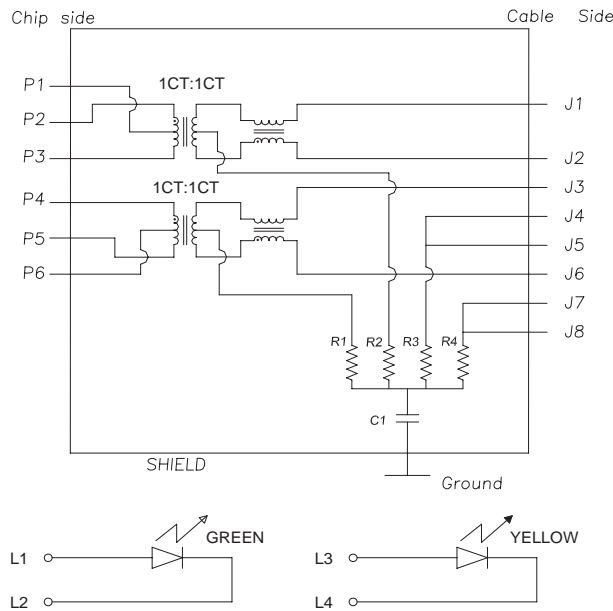 Chip side Cable Side
P1 1CT:1CT
P2 J1
P3 J2
P4 1CT:1CT J3
J4
P5 J5
P6 J6
J7
R1 R2 R3 R4 J8
C1
SHIELD
Ground
L1 GREEN L3 YELLOW
L2 L4